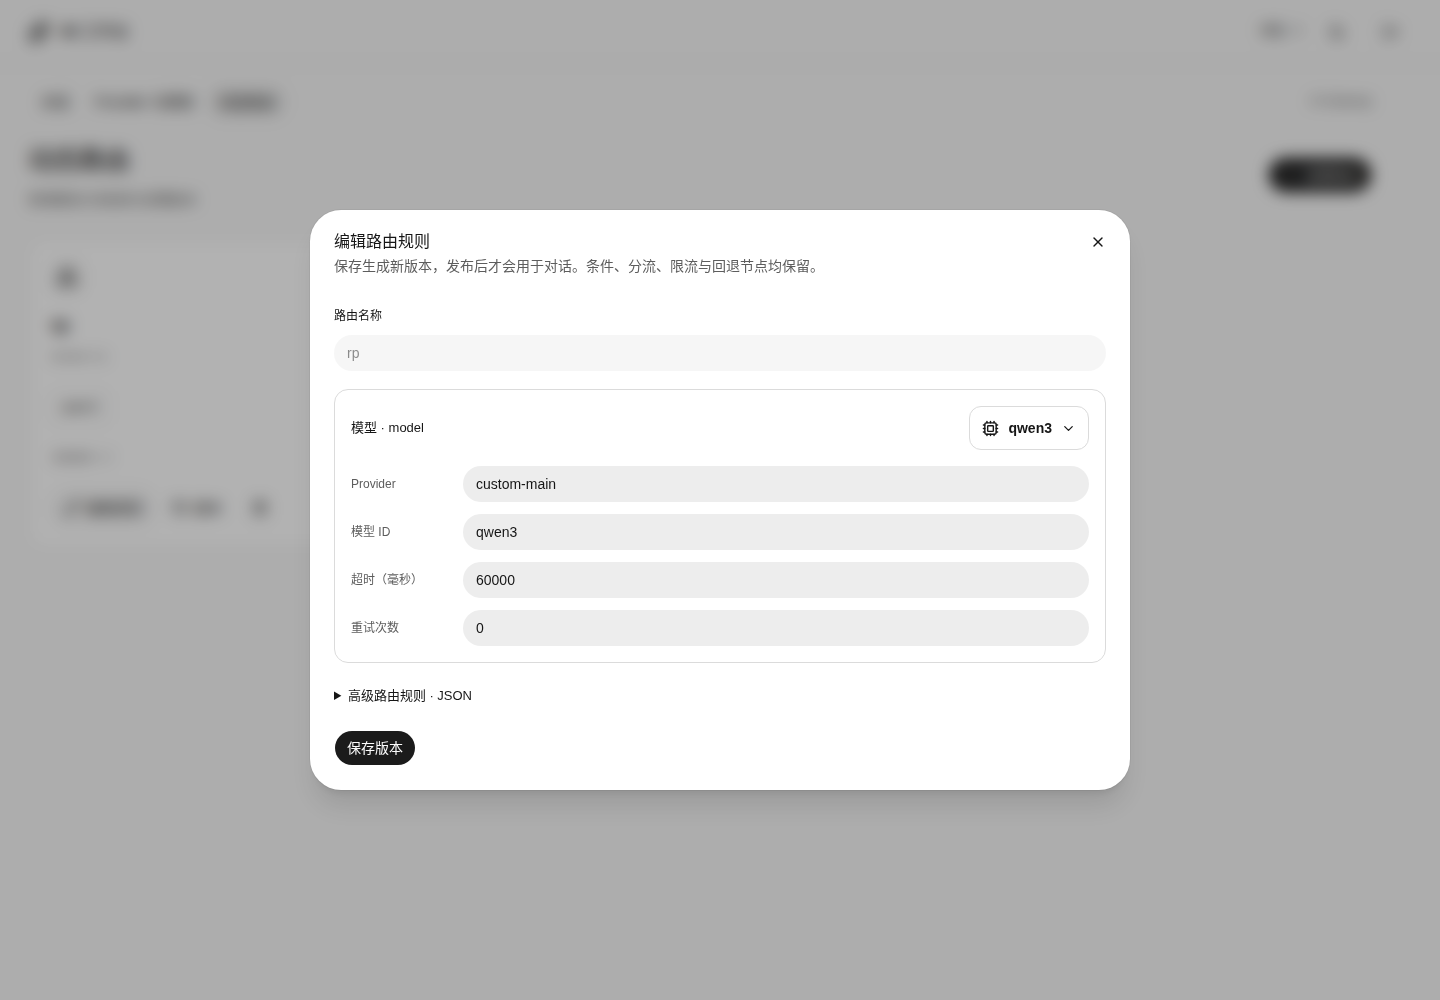 编辑路由规则
保存生成新版本，发布后才会用于对话。条件、分流、限流与回退节点均保留。
路由名称
rp
模型 · model
qwen3
Provider
custom-main
模型 ID
qwen3
超时（毫秒）
60000
重试次数
0
高级路由规则 · JSON
保存版本